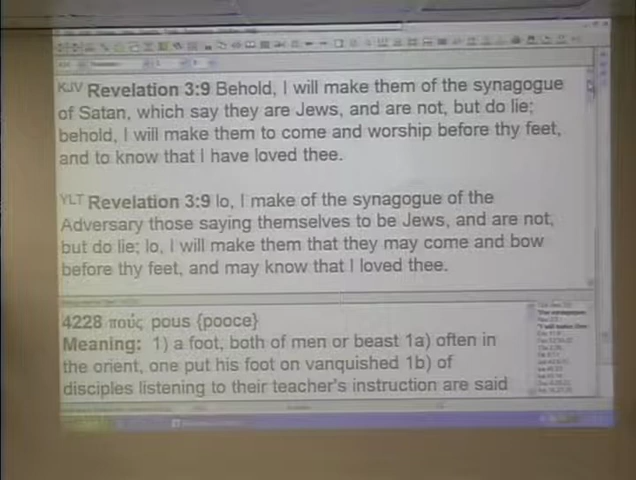 KJV Revelation 3:9 Behold, I will make them of the synagogue
of Satan, which say they are Jews, and are not, but do lie;
behold, I will make them to come and worship before thy feet,
and to know that I have loved thee.
YLT Revelation 3:9 lo, I make of the synagogue of the
Adversary those saying themselves to be Jews, and are not,
but do lie; lo, I will make them that they may come and bow
before thy feet, and may know that I loved thee.
4228 πούς pous {pooce}
Meaning: 1) a foot, both of men or beast 1a) often in
the orient, one put his foot on vanquished 1b) of
disciples listening to their teacher's instruction are said